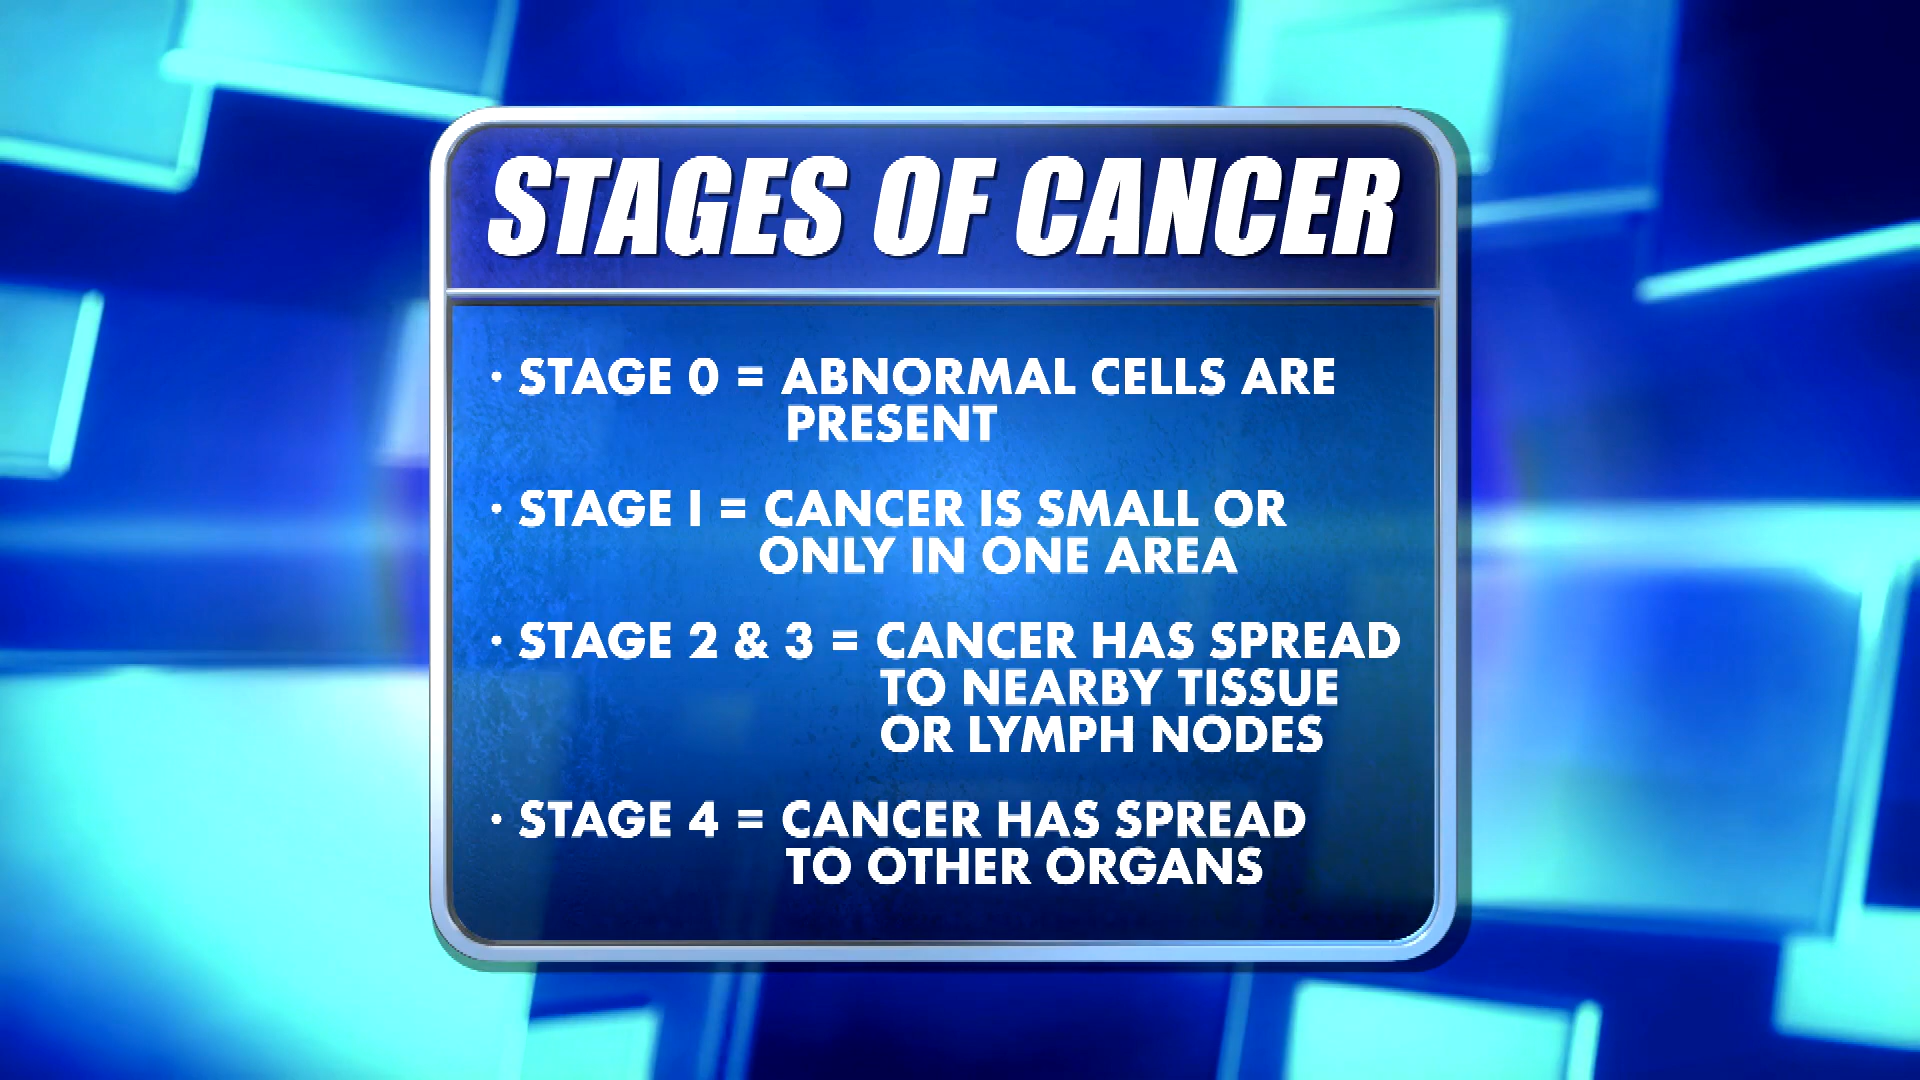 STAGES OF CANCER
· STAGE 0 = ABNORMAL CELLS ARE
PRESENT
· STAGE I = CANCER IS SMALL OR
ONLY IN ONE AREA
· STAGE 2 & 3 = CANCER HAS SPREAD
TO NEARBY TISSUE
OR LYMPH NODES
· STAGE 4 = CANCER HAS SPREAD
TO OTHER ORGANS